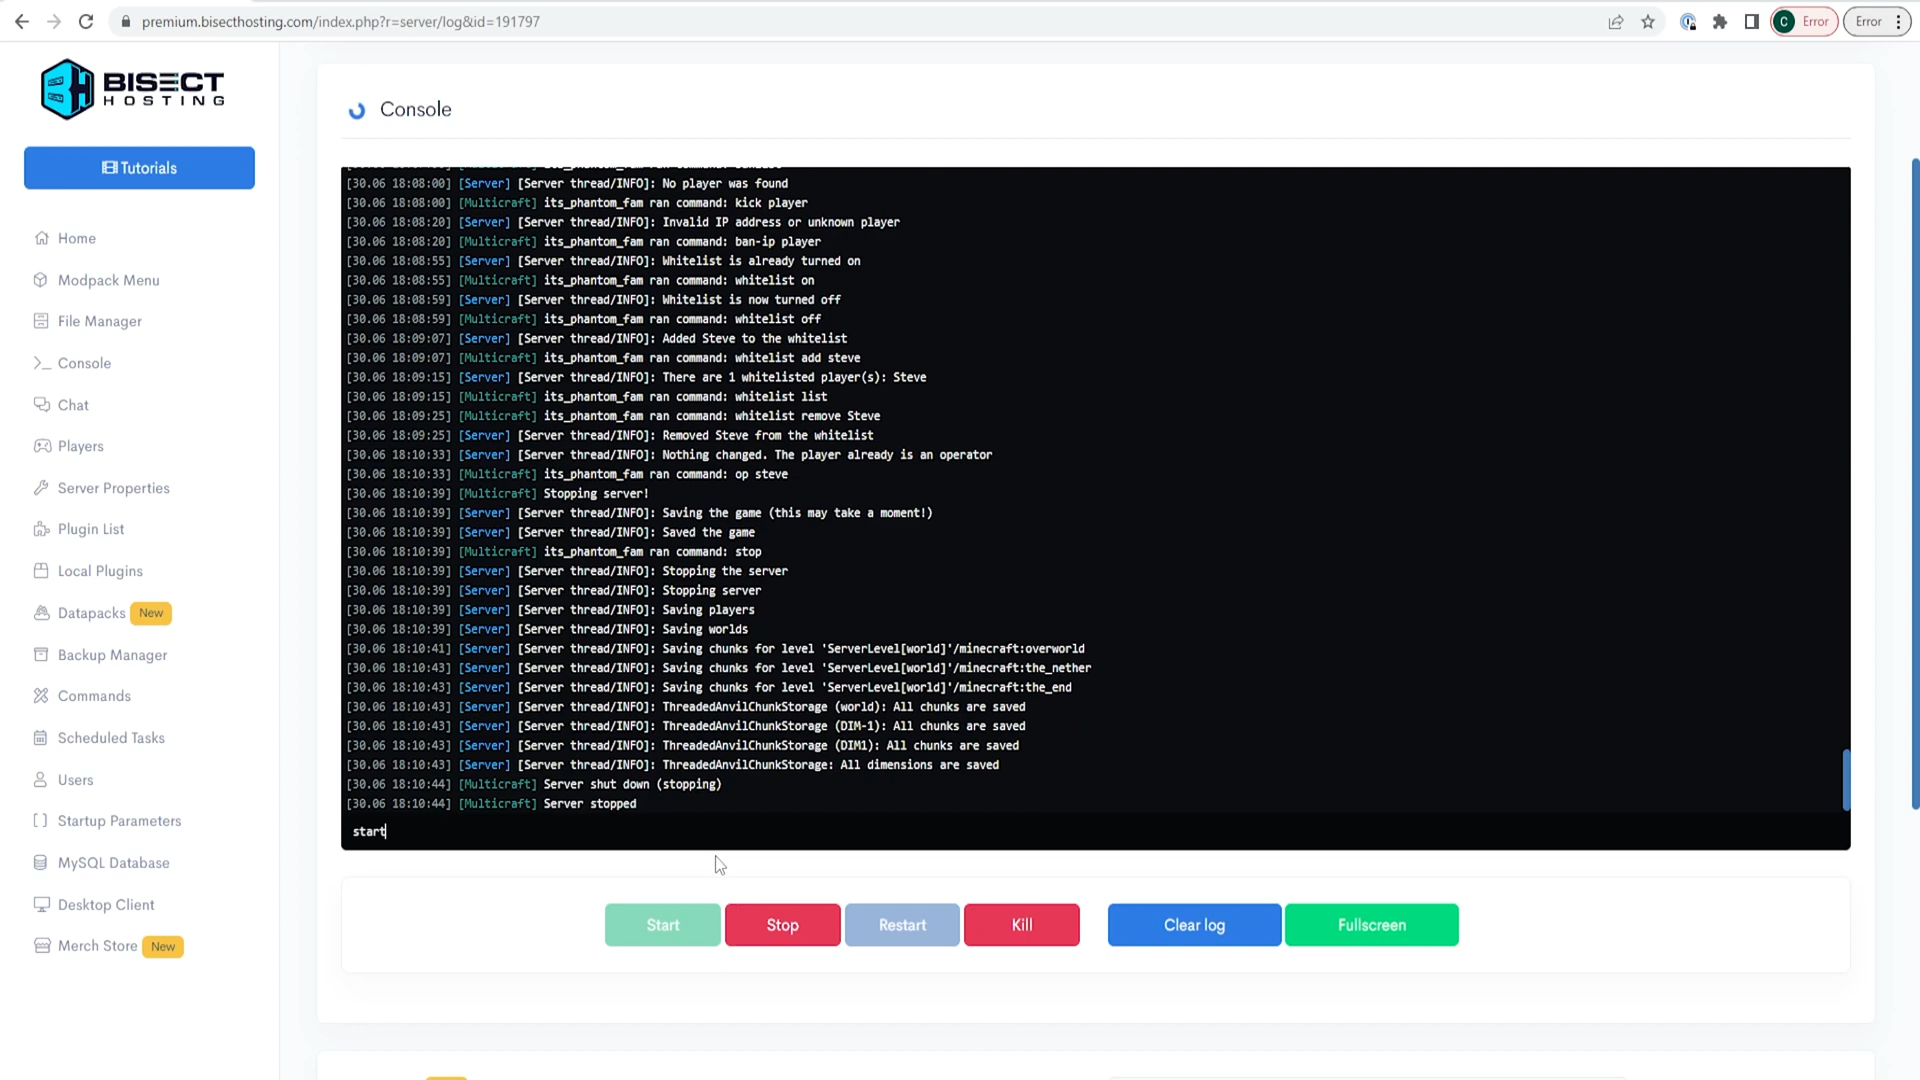 premium.bisecthosting.com/index.php?r=server/log&id=191797
C Error
Error
BISECT
HOSTING
Tutorials
Home
Modpack Menu
File Manager
Console
Chat
Players
Server Properties
Plugin List
Local Plugins
Datapacks New
Backup Manager
Commands
Scheduled Tasks
Users
Startup Parameters
MySQL Database
Desktop Client
Merch Store New
Console
[30.06 18:08:00] [Server] [Server thread/INFO]: No player was found
[30.06 18:08:00] [Multicraft] its_phantom_fam ran command: kick player
[30.06 18:08:20] [Server] [Server thread/INFO]: Invalid IP address or unknown player
[30.06 18:08:20] [Multicraft] its_phantom_fam ran command: ban-ip player
[30.06 18:08:55] [Server] [Server thread/INFO]: Whitelist is already turned on
[30.06 18:08:55] [Multicraft] its_phantom_fam ran command: whitelist on
[30.06 18:08:59] [Server] [Server thread/INFO]: Whitelist is now turned off
[30.06 18:08:59] [Multicraft] its_phantom_fam ran command: whitelist off
[30.06 18:09:07] [Server] [Server thread/INFO]: Added Steve to the whitelist
[30.06 18:09:07] [Multicraft] its_phantom_fam ran command: whitelist add steve
[30.06 18:09:15] [Server] [Server thread/INFO]: There are 1 whitelisted player(s): Steve
[30.06 18:09:15] [Multicraft] its_phantom_fam ran command: whitelist list
[30.06 18:09:25] [Multicraft] its_phantom_fam ran command: whitelist remove Steve
[30.06 18:09:25] [Server] [Server thread/INFO]: Removed Steve from the whitelist
[30.06 18:10:33] [Server] [Server thread/INFO]: Nothing changed. The player already is an operator
[30.06 18:10:33] [Multicraft] its_phantom_fam ran command: op steve
[30.06 18:10:39] [Multicraft] Stopping server!
[30.06 18:10:39] [Server] [Server thread/INFO]: Saving the game (this may take a moment!)
[30.06 18:10:39] [Server] [Server thread/INFO]: Saved the game
[30.06 18:10:39] [Multicraft] its_phantom_fam ran command: stop
[30.06 18:10:39] [Server] [Server thread/INFO]: Stopping the server
[30.06 18:10:39] [Server] [Server thread/INFO]: Stopping server
[30.06 18:10:39] [Server] [Server thread/INFO]: Saving players
[30.06 18:10:39] [Server] [Server thread/INFO]: Saving worlds
[30.06 18:10:41] [Server] [Server thread/INFO]: Saving chunks for level 'ServerLevel[world]'/minecraft:overworld
[30.06 18:10:43] [Server] [Server thread/INFO]: Saving chunks for level 'ServerLevel[world]'/minecraft:the_nether
[30.06 18:10:43] [Server] [Server thread/INFO]: Saving chunks for level 'ServerLevel[world]'/minecraft:the_end
[30.06 18:10:43] [Server] [Server thread/INFO]: ThreadedAnvilChunkStorage (world): All chunks are saved
[30.06 18:10:43] [Server] [Server thread/INFO]: ThreadedAnvilChunkStorage (DIM-1): All chunks are saved
[30.06 18:10:43] [Server] [Server thread/INFO]: ThreadedAnvilChunkStorage (DIM1): All chunks are saved
[30.06 18:10:43] [Server] [Server thread/INFO]: ThreadedAnvilChunkStorage: All dimensions are saved
[30.06 18:10:44] [Multicraft] Server shut down (stopping)
[30.06 18:10:44] [Multicraft] Server stopped
start
Start Stop Restart Kill Clear log Fullscreen